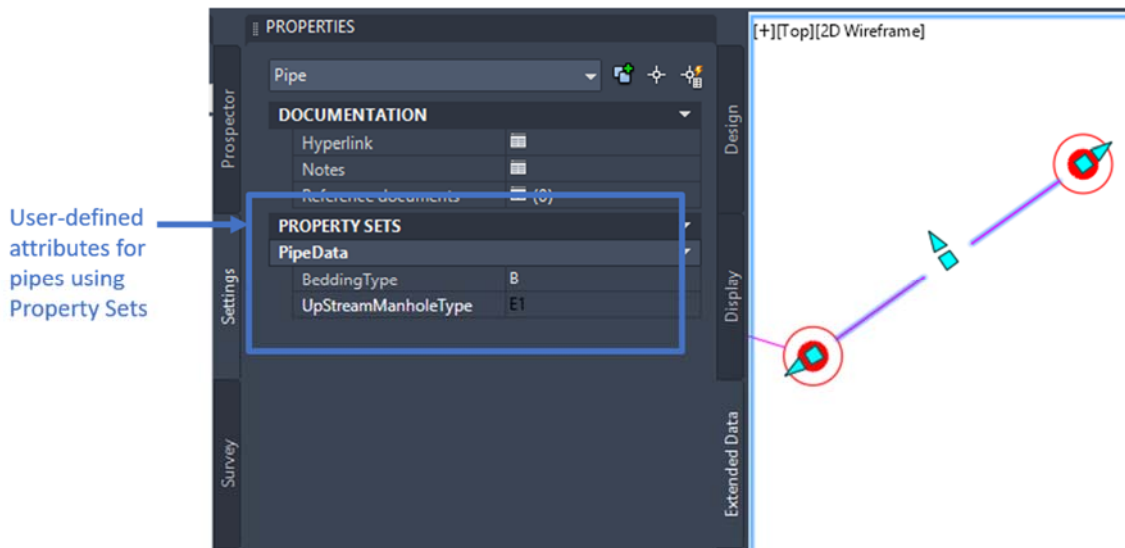 PROPERTIES
[+][Top][2D Wireframe]
Pipe
DOCUMENTATION
Hyperlink
Notes
Reference documents (0)
PROPERTY SETS
PipeData
BeddingType B
UpStreamManholeType E1
User-defined
attributes for
pipes using
Property Sets
Prospector
Settings
Survey
Design
Display
Extended Data